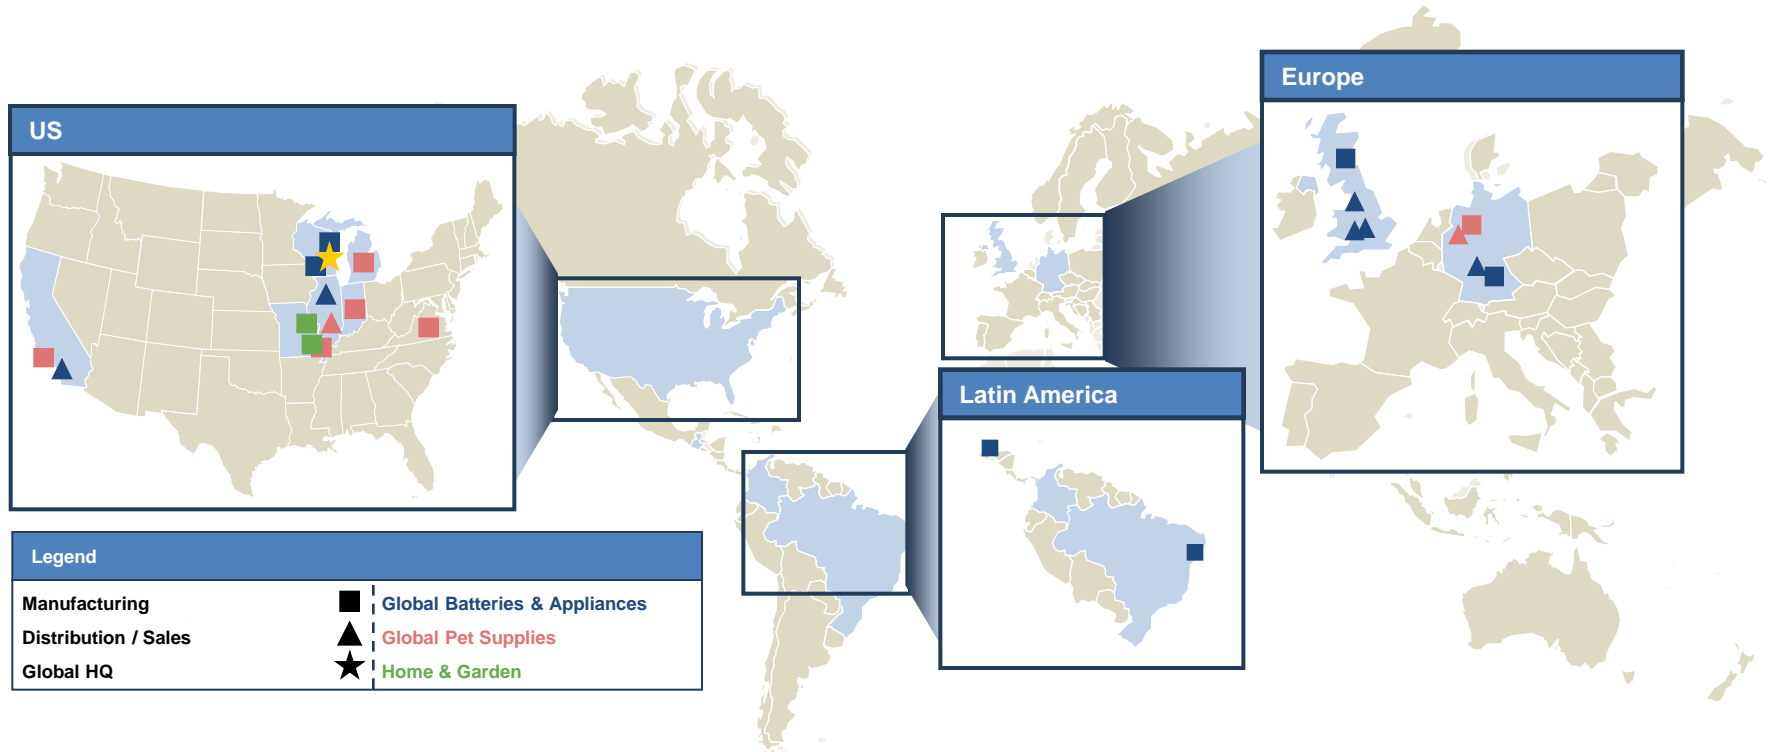 US
Europe
Latin America
Legend
Manufacturing
Global Batteries & Appliances
Distribution / Sales
Global Pet Supplies
Global HQ
Home & Garden